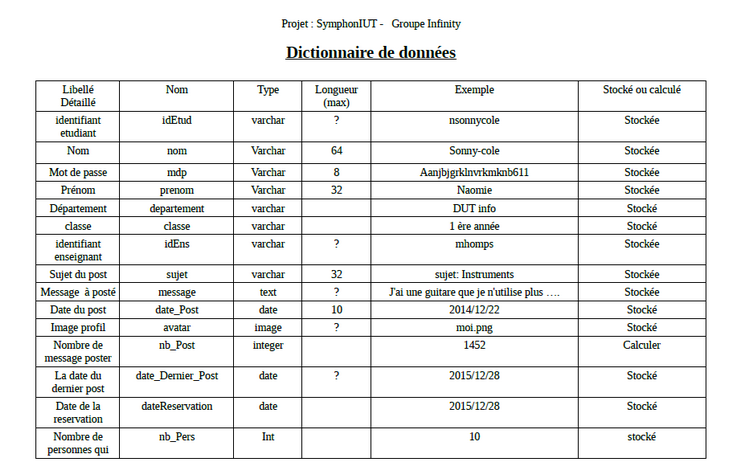 Projet : SymphonIUT - Groupe Infinity
Dictionnaire de données
Libellé Détaillé Nom Type Longueur (max) Exemple Stocké ou calculé
identifiant etudiant idEtud varchar ? nsonnycole Stockée
Nom nom Varchar 64 Sonny-cole Stockée
Mot de passe mdp Varchar 8 Aanjbjgrklnvrkmknb611 Stockée
Prénom prenom Varchar 32 Naomie Stockée
Département departement varchar DUT info Stocké
classe classe varchar 1 ère année Stocké
identifiant enseignant idEns varchar ? mhomps Stockée
Sujet du post sujet varchar 32 sujet: Instruments Stockée
Message à posté message text ? J'ai une guitare que je n'utilise plus …. Stockée
Date du post date_Post date 10 2014/12/22 Stocké
Image profil avatar image ? moi.png Stocké
Nombre de message poster nb_Post integer 1452 Calculer
La date du dernier post date_Dernier_Post date ? 2015/12/28 Stocké
Date de la reservation dateReservation date 2015/12/28 Stocké
Nombre de personnes qui nb_Pers Int 10 stocké